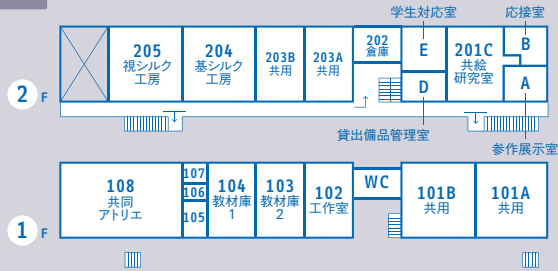 学生対応室
応接室
205
視シルク
工房
204
基シルク
工房
203B
共用
203A
共用
202
倉庫
E
D
201C
共絵
研究室
B
A
2 F
貸出備品管理室
参作展示室
108
共同
アトリエ
107
106
105
104
教材庫
1
103
教材庫
2
102
工作室
WC
101B
共用
101A
共用
1 F